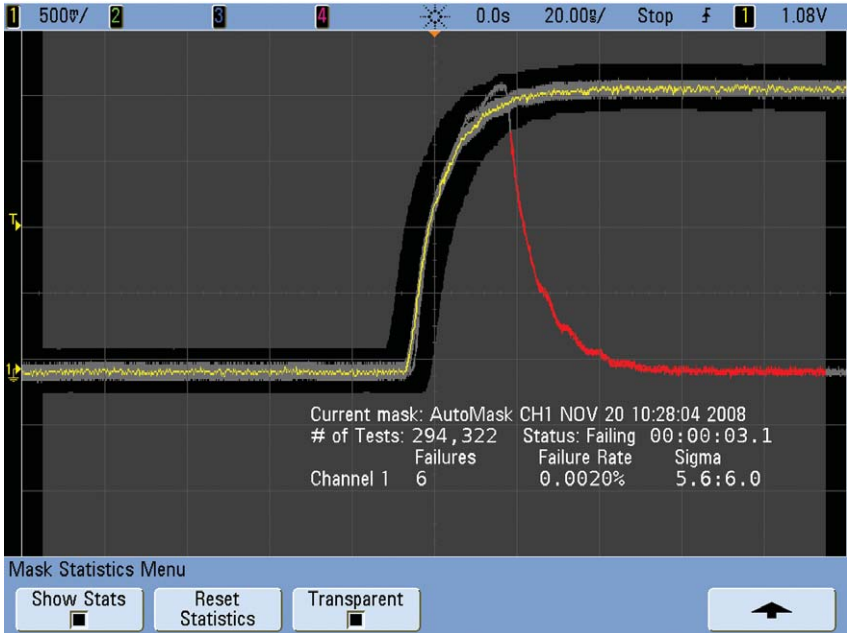 1 500V/ 2 3 4 0.0s 20.00s/ Stop 1 1.08V
T
1
Current mask: AutoMask CH1 NOV 20 10:28:04 2008
# of Tests: 294,322 Status: Failing 00:00:03.1
Failures Failure Rate Sigma
Channel 1 6 0.0020% 5.6:6.0
Mask Statistics Menu
Show Stats Reset Statistics Transparent